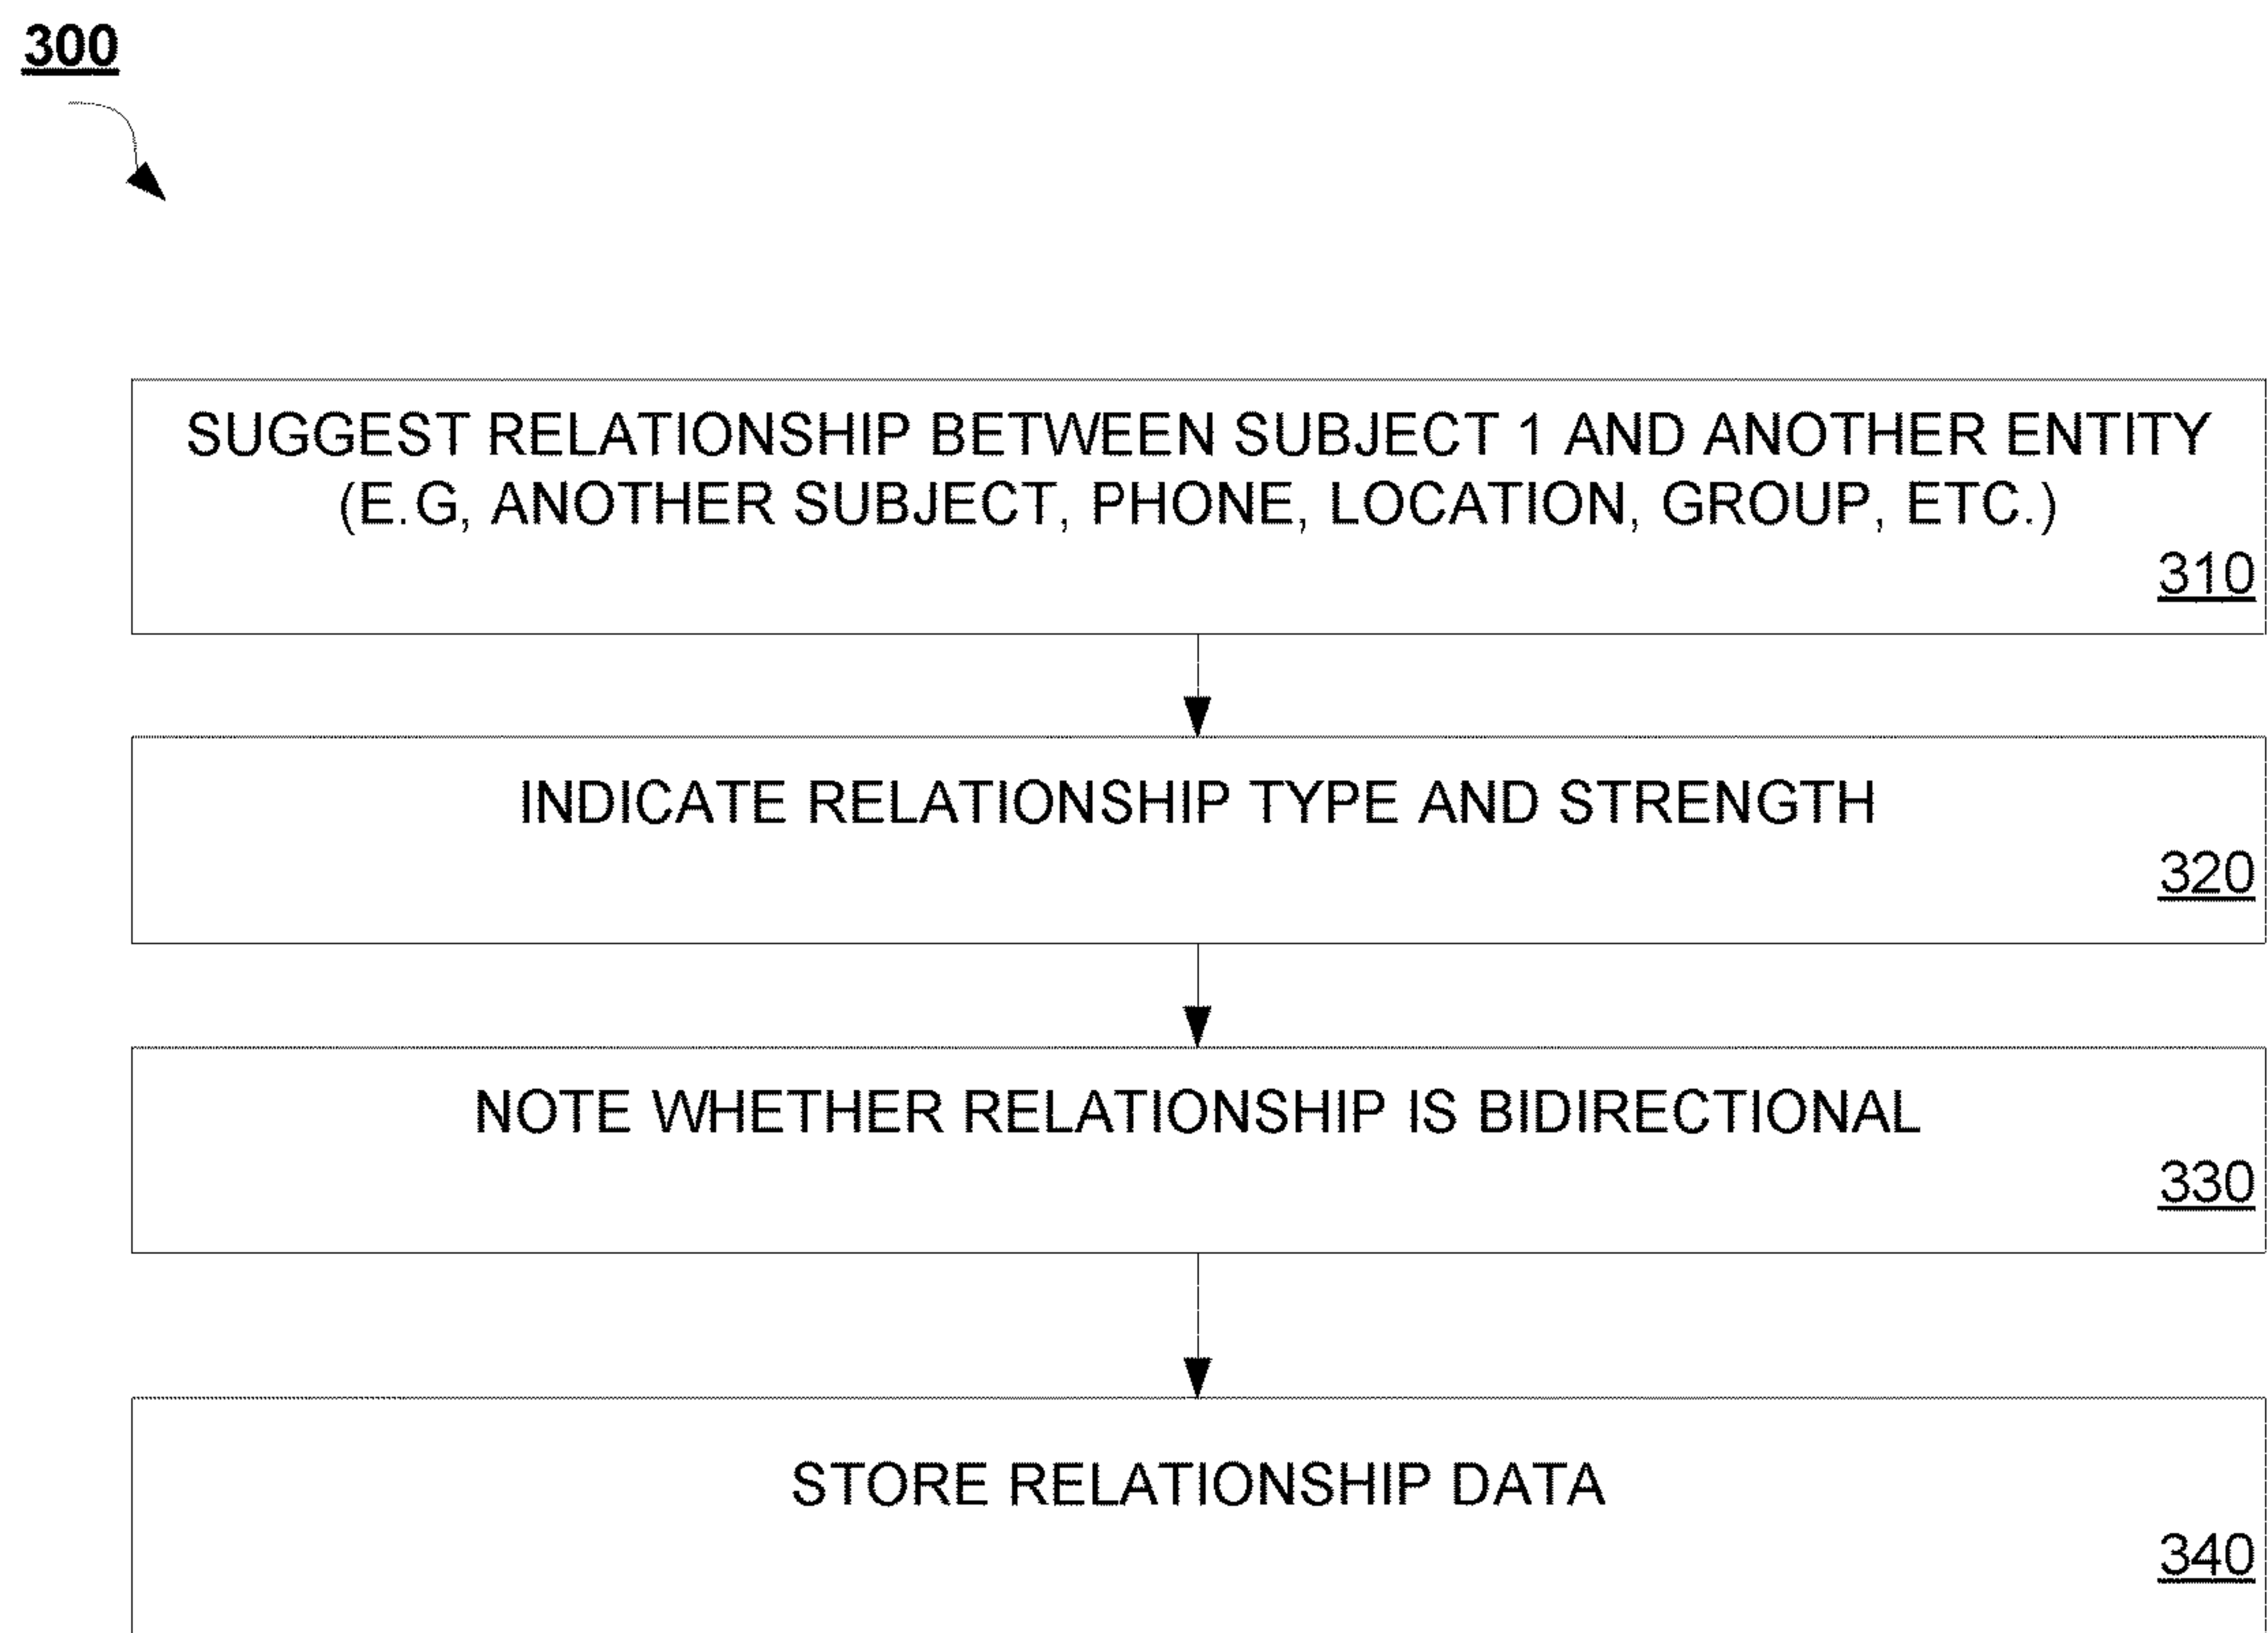 300
SUGGEST RELATIONSHIP BETWEEN SUBJECT 1 AND ANOTHER ENTITY
(E.G, ANOTHER SUBJECT, PHONE, LOCATION, GROUP, ETC.)
310
INDICATE RELATIONSHIP TYPE AND STRENGTH
320
NOTE WHETHER RELATIONSHIP IS BIDIRECTIONAL
330
STORE RELATIONSHIP DATA
340